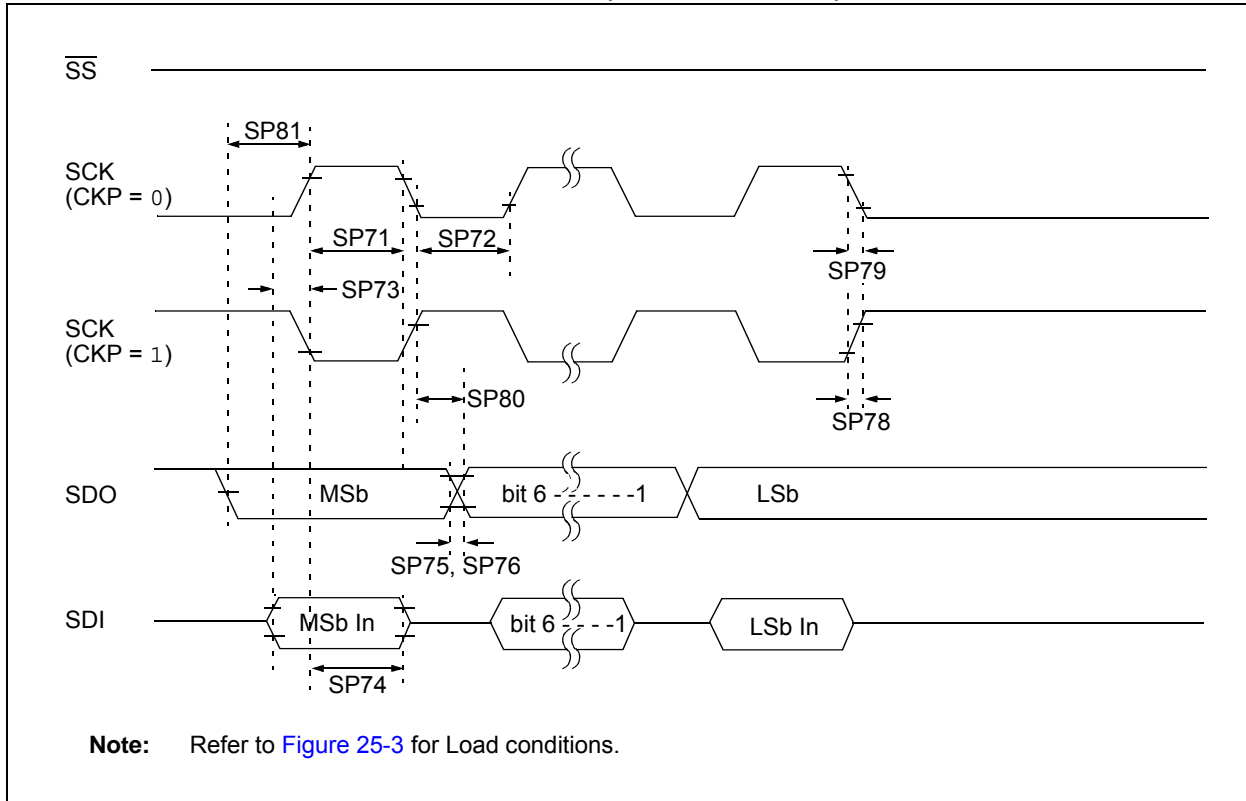 SS
SP81
SCK
(CKP = 0)
SP71
SP72
SP79
SP73
SCK
(CKP = 1)
SP80
SP78
SDO
MSb
bit 6 - - - - - -1
LSb
SP75, SP76
SDI
MSb In
bit 6 - - - -1
LSb In
SP74
Note: Refer to Figure 25-3 for Load conditions.